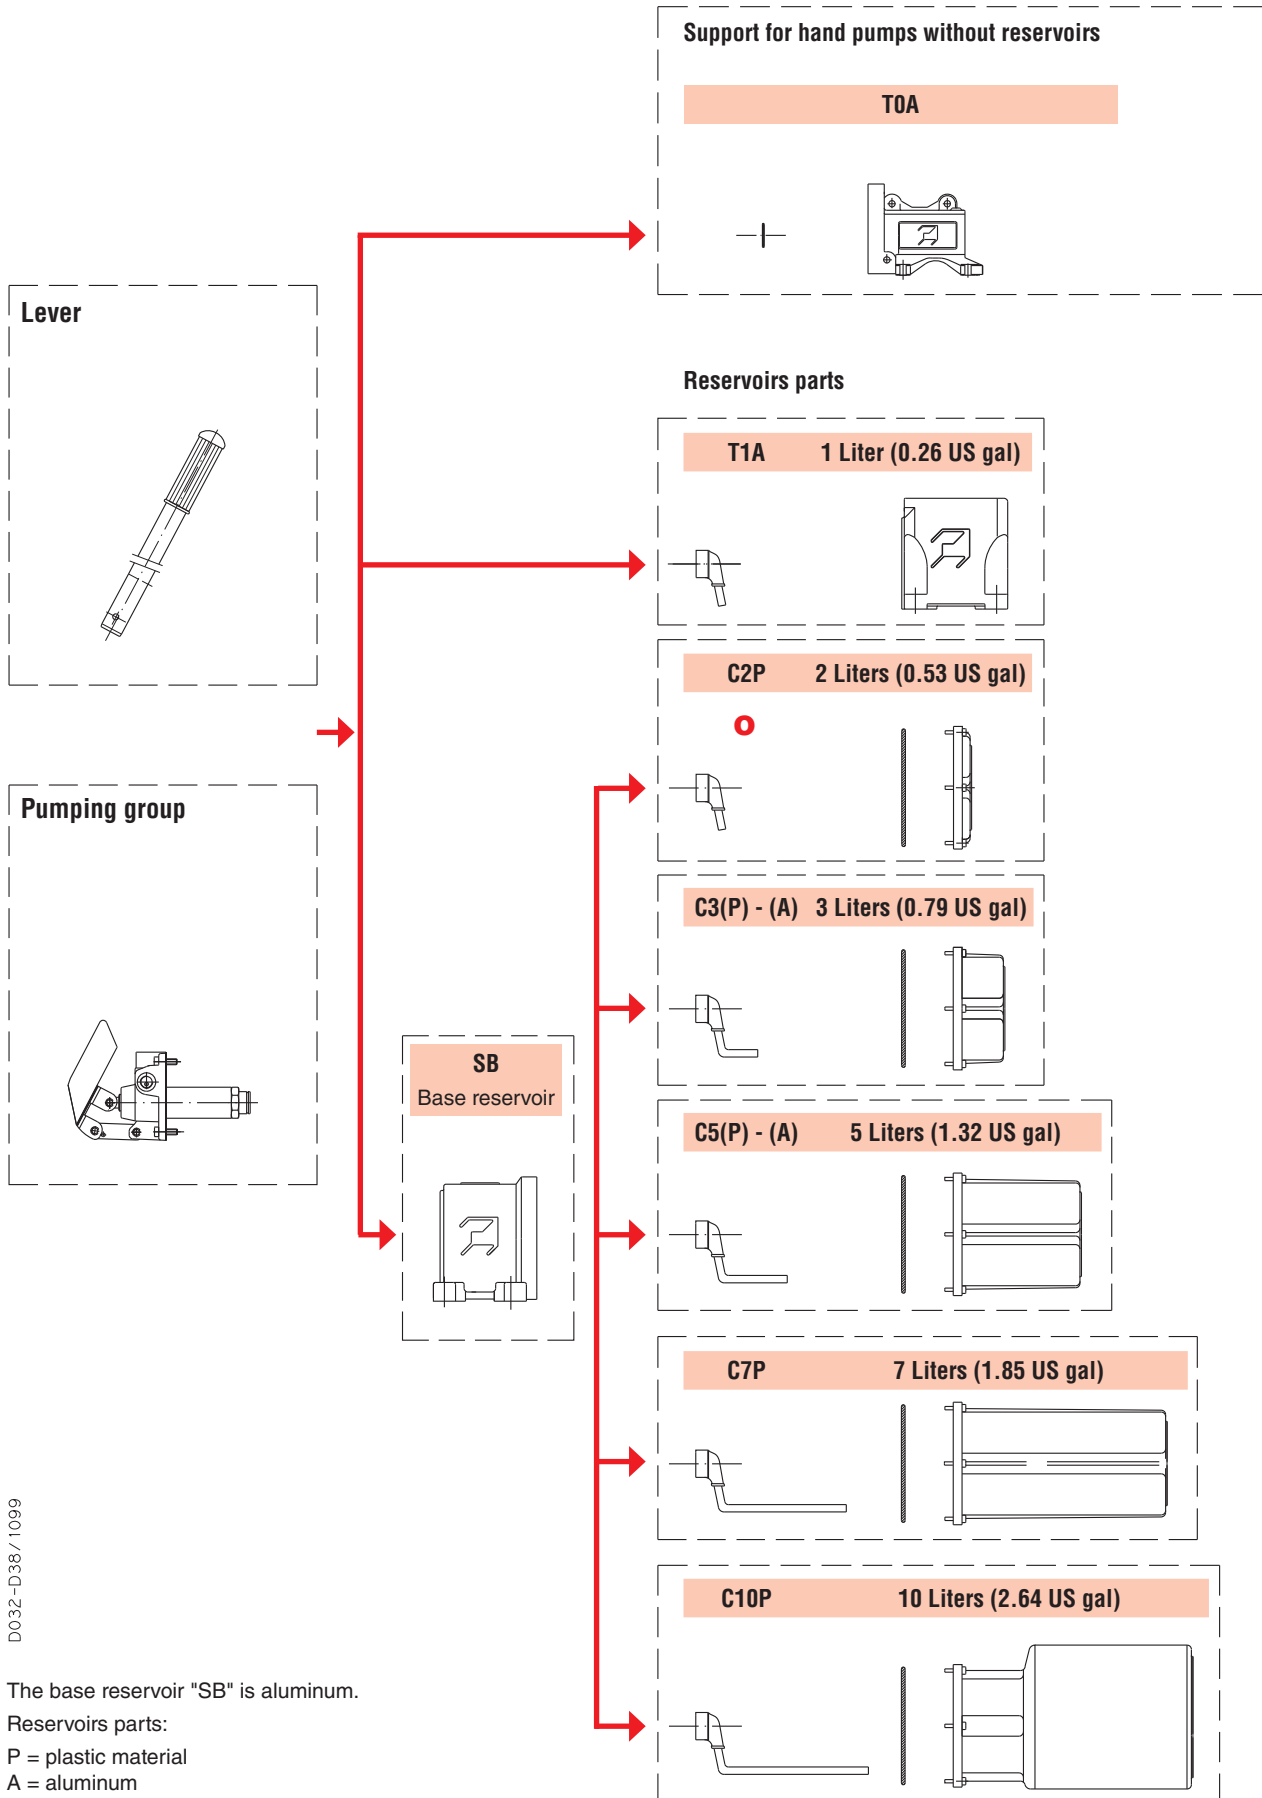 Support for hand pumps without reservoirs
T0A
Lever
Reservoirs parts
T1A 1 Liter (0.26 US gal)
C2P 2 Liters (0.53 US gal)
o
Pumping group
C3(P) - (A) 3 Liters (0.79 US gal)
SB
Base reservoir
C5(P) - (A) 5 Liters (1.32 US gal)
C7P 7 Liters (1.85 US gal)
C10P 10 Liters (2.64 US gal)
D032-D38/1099
The base reservoir "SB" is aluminum.
Reservoirs parts:
P = plastic material
A = aluminum